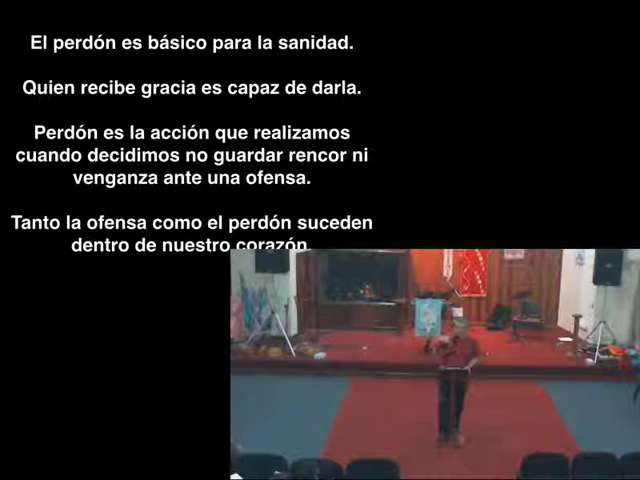 El perdón es básico para la sanidad.
Quien recibe gracia es capaz de darla.
Perdón es la acción que realizamos
cuando decidimos no guardar rencor ni
venganza ante una ofensa.
Tanto la ofensa como el perdón suceden
dentro de nuestro corazón.